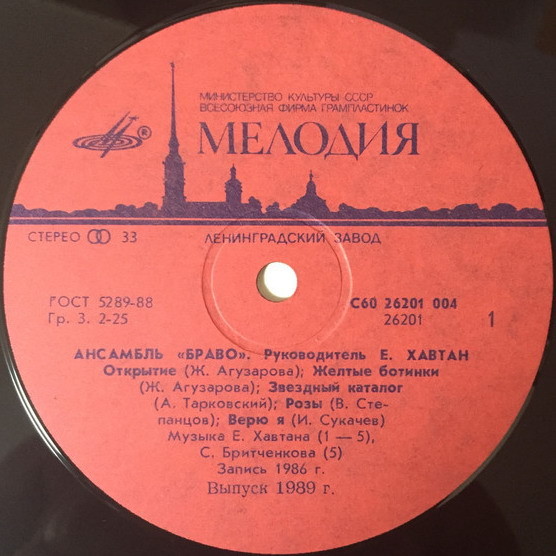 МИНИСТЕРСТВО КУЛЬТУРЫ СССР
ВСЕСОЮЗНАЯ ФИРМА ГРАМПЛАСТИНОК
® МЕЛОДИЯ
СТЕРЕО 33 ЛЕНИНГРАДСКИЙ ЗАВОД
ГОСТ 5289-88 С60 26201 004
Гр. 3. 2-25 26201 1
АНСАМБЛЬ «БРАВО». Руководитель Е. ХАВТАН
Открытие (Ж. Агузарова); Желтые ботинки
(Ж. Агузарова); Звездный каталог
(А. Тарковский); Розы (В. Сте-
панцов); Верю я (И. Сукачев)
Музыка Е. Хавтана (1 — 5),
С. Бритченкова (5)
Запись 1986 г.
Выпуск 1989 г.